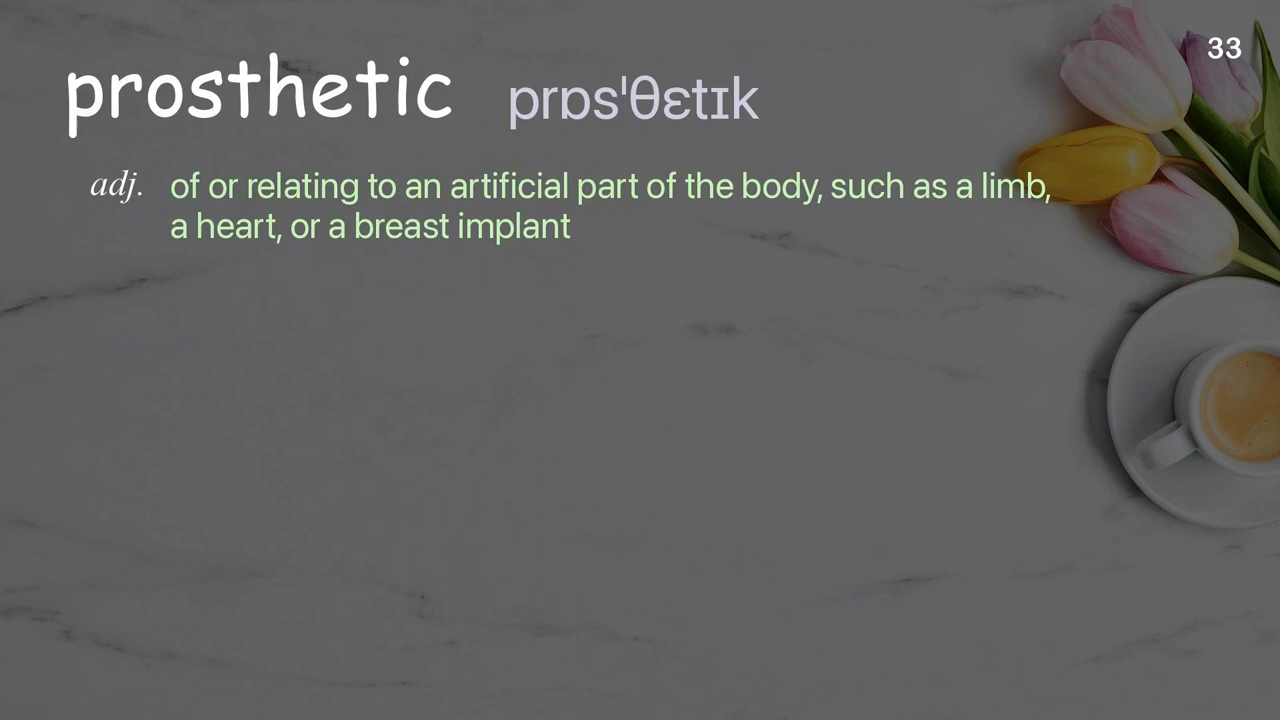 33
prosthetic prɒsˈθɛtɪk
adj. of or relating to an artificial part of the body, such as a limb,
a heart, or a breast implant